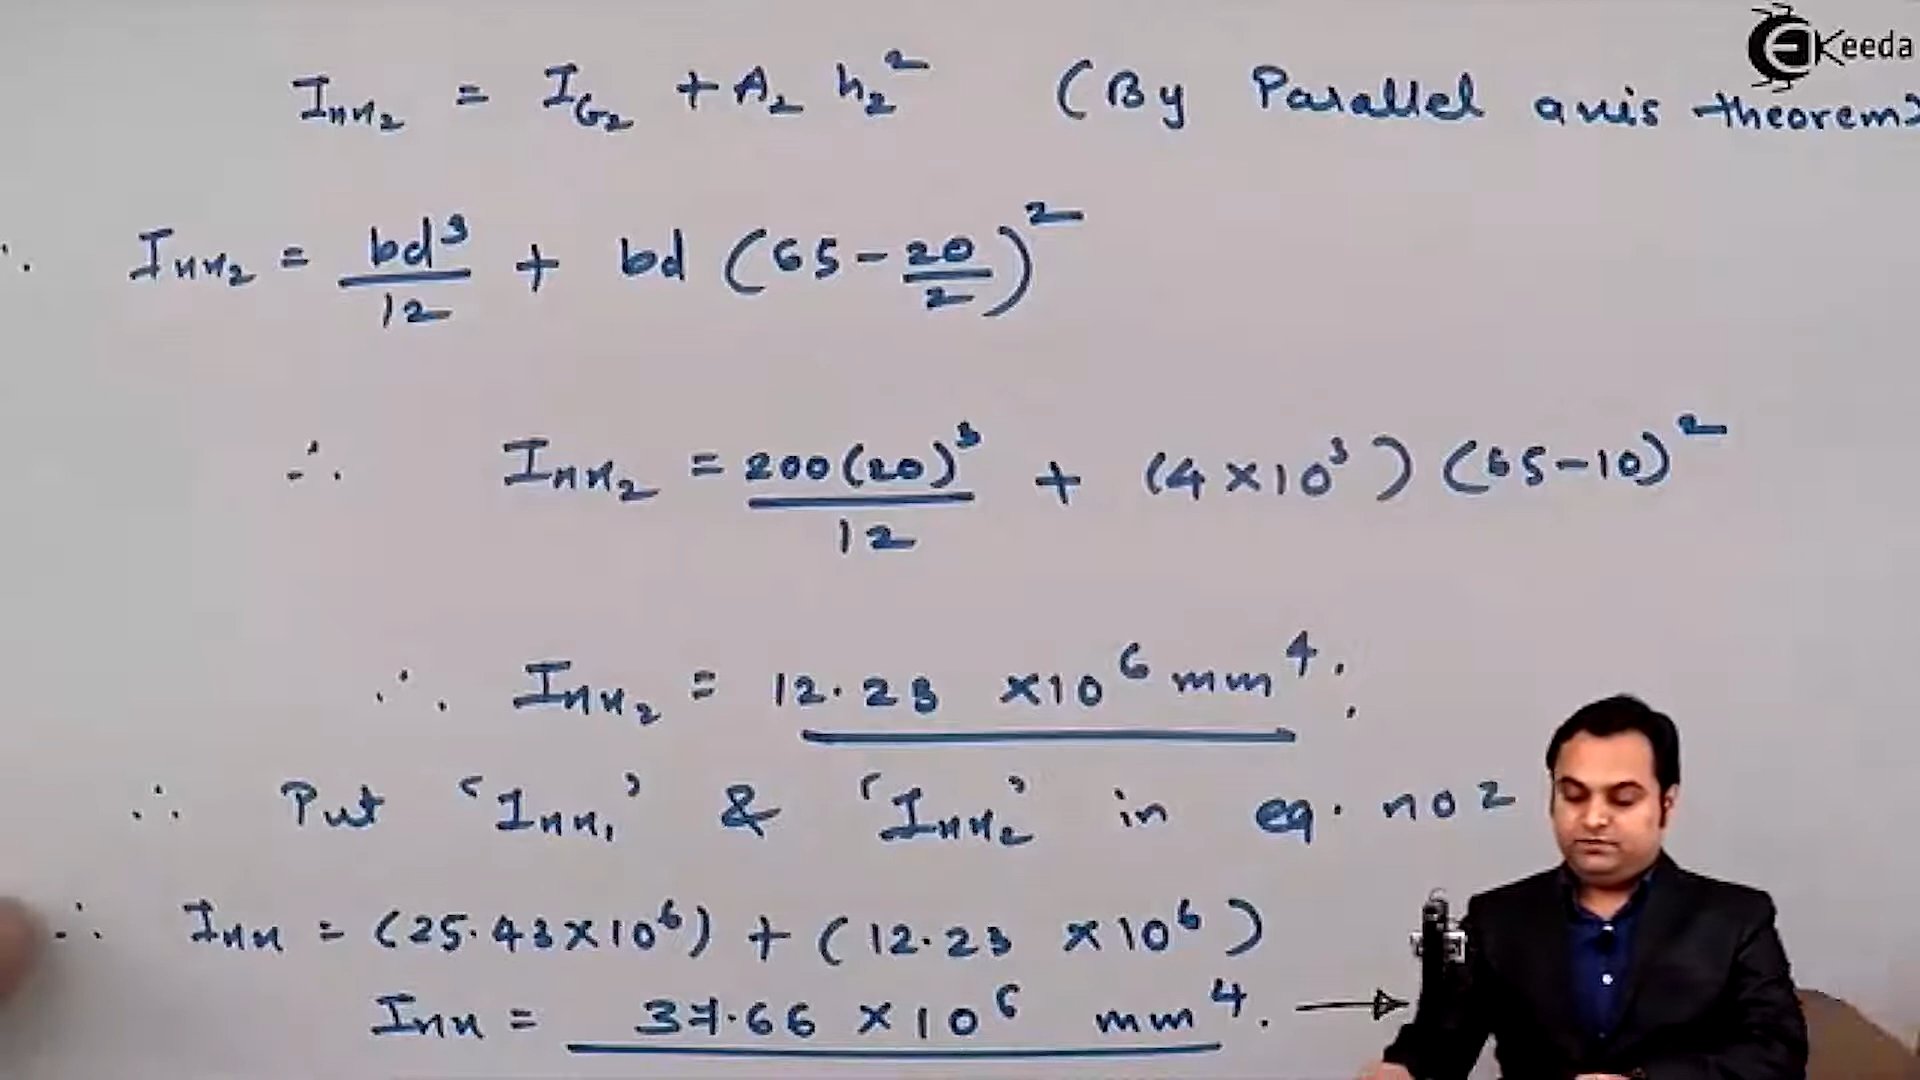 Ekeeda
Ixx₂ = IG₂ + A₂ h₂² (By Parallel axis theorem)
∴ Ixx₂ = bd³/12 + bd (65 - 20/2)²
∴ Ixx₂ = 200(20)³/12 + (4×10³) (65-10)²
∴ Ixx₂ = 12.23 ×10⁶ mm⁴.
∴ Put 'Ixx₁' & 'Ixx₂' in eq. no 2
∴ Ixx = (25.43×10⁶) + (12.23 ×10⁶)
Ixx = 37.66 × 10⁶ mm⁴. →